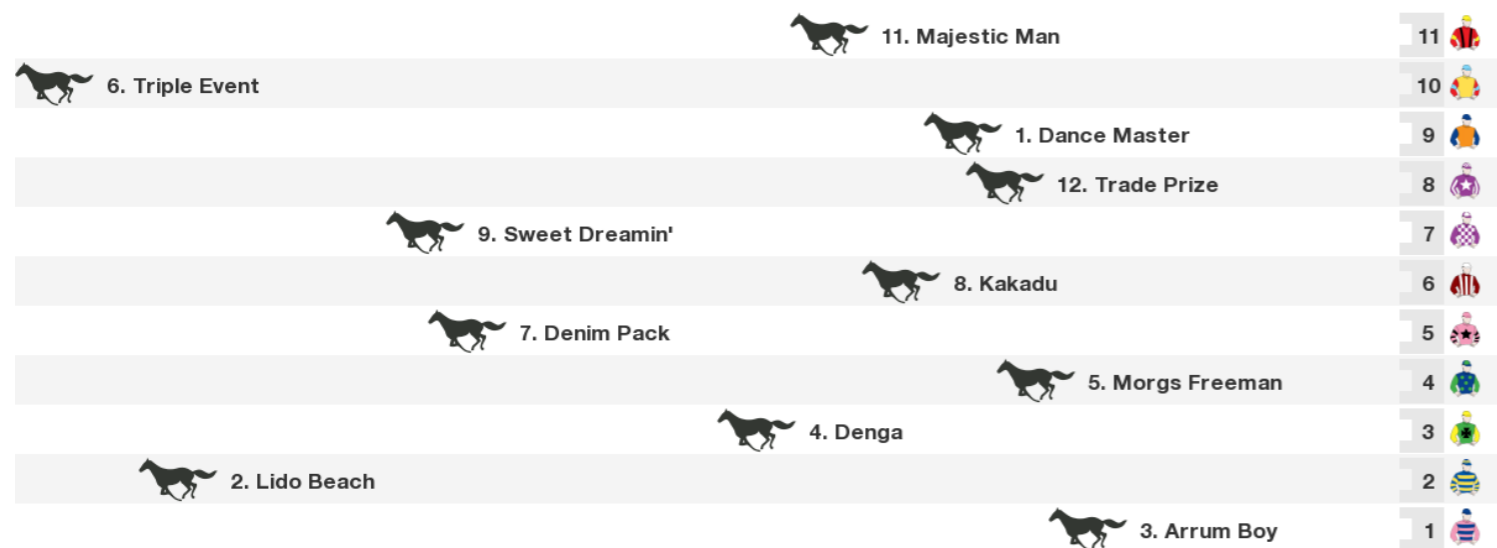 11. Majestic Man 11
6. Triple Event 10
1. Dance Master 9
12. Trade Prize 8
9. Sweet Dreamin' 7
8. Kakadu 6
7. Denim Pack 5
5. Morgs Freeman 4
4. Denga 3
2. Lido Beach 2
3. Arrum Boy 1